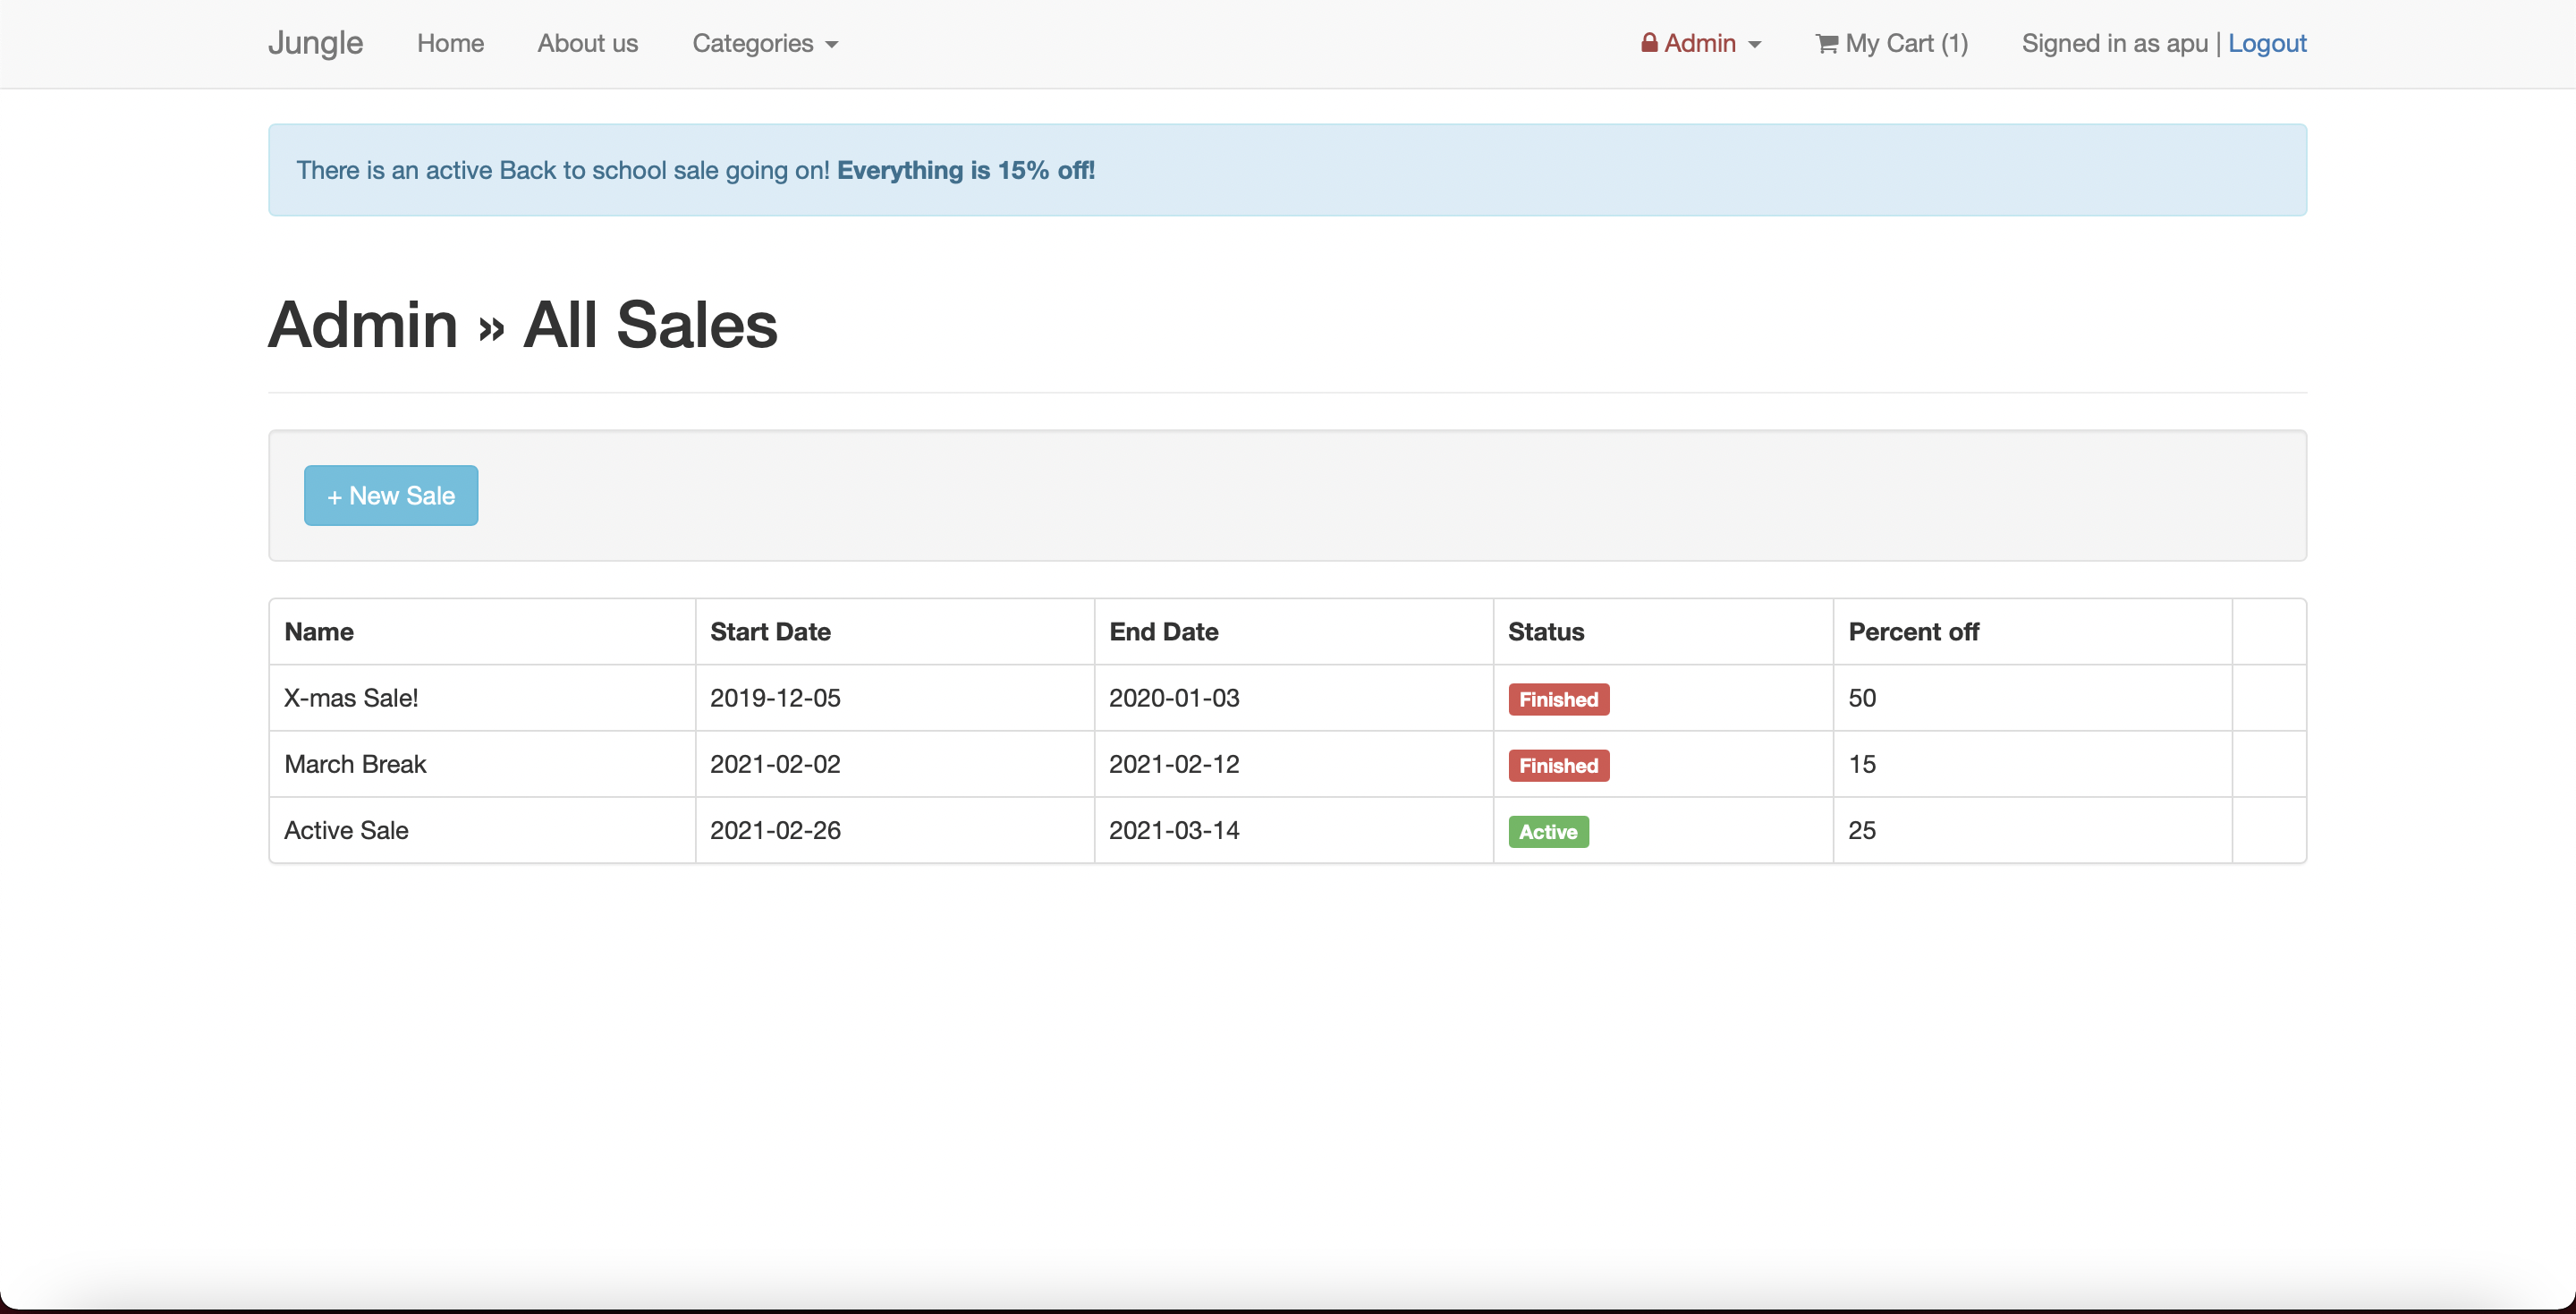 Jungle Home About us Categories Admin My Cart (1) Signed in as apu | Logout
There is an active Back to school sale going on! Everything is 15% off!
Admin » All Sales
+ New Sale
Name Start Date End Date Status Percent off
X-mas Sale! 2019-12-05 2020-01-03 Finished 50
March Break 2021-02-02 2021-02-12 Finished 15
Active Sale 2021-02-26 2021-03-14 Active 25